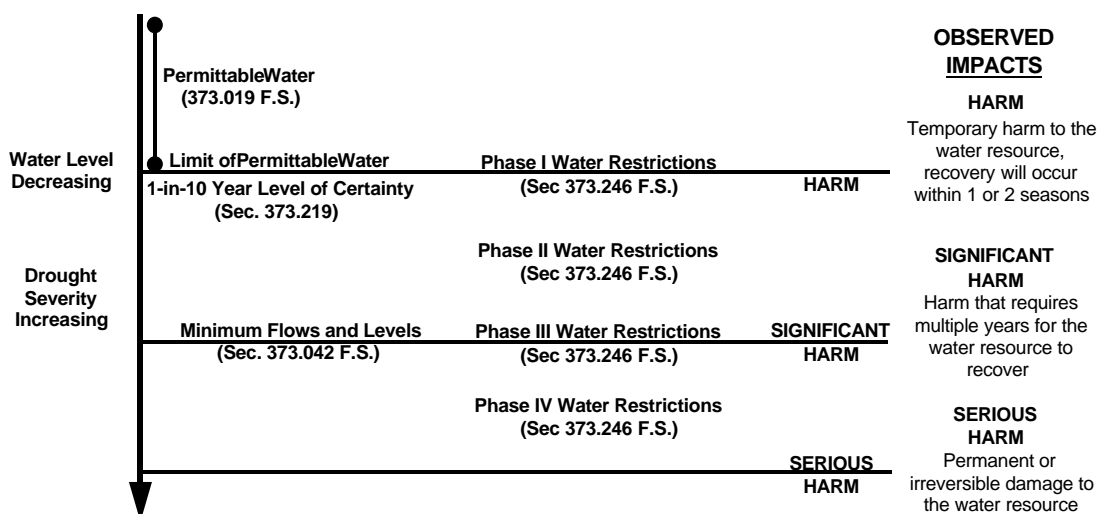 OBSERVED
IMPACTS
PermittableWater
(373.019 F.S.)
HARM
Temporary harm to the
water resource,
recovery will occur
within 1 or 2 seasons
Water Level
Decreasing
Limit ofPermittableWater
1-in-10 Year Level of Certainty
(Sec. 373.219)
Phase I Water Restrictions
(Sec 373.246 F.S.)
HARM
Phase II Water Restrictions
(Sec 373.246 F.S.)
SIGNIFICANT
HARM
Harm that requires
multiple years for the
water resource to
recover
Drought
Severity
Increasing
Minimum Flows and Levels
(Sec. 373.042 F.S.)
Phase III Water Restrictions
(Sec 373.246 F.S.)
SIGNIFICANT
HARM
Phase IV Water Restrictions
(Sec 373.246 F.S.)
SERIOUS
HARM
Permanent or
irreversible damage to
the water resource
SERIOUS
HARM